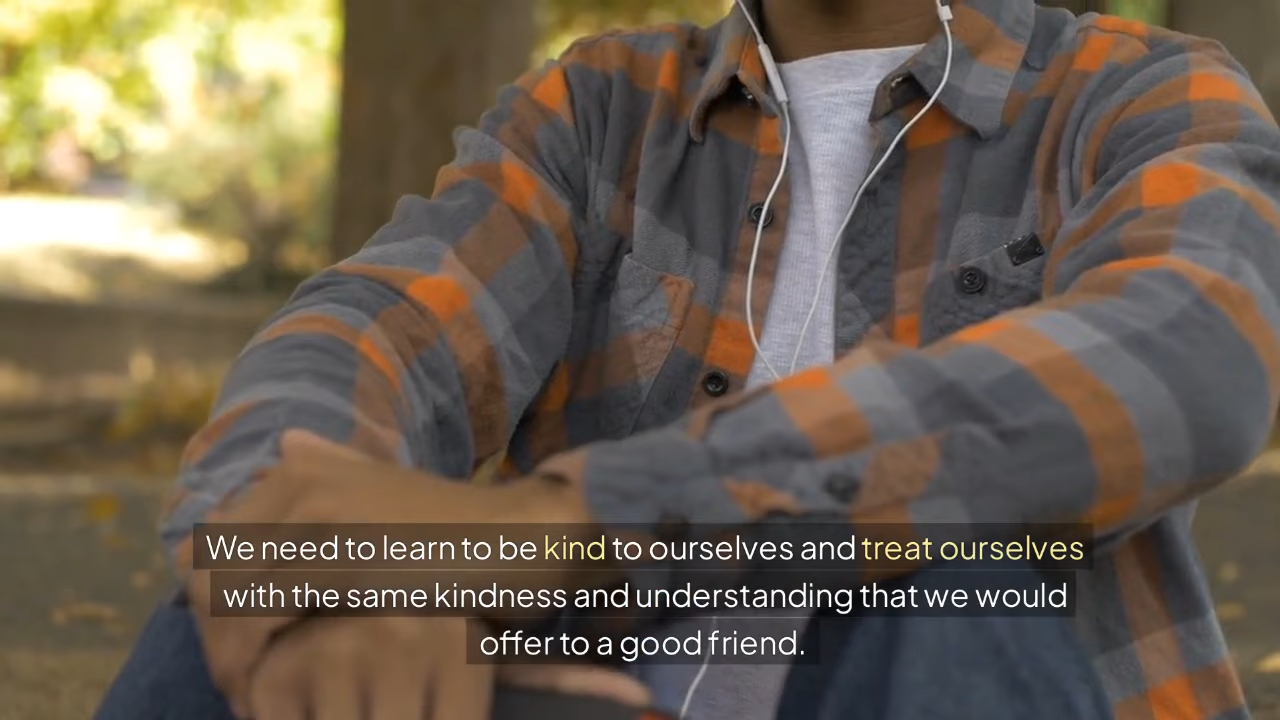 We need to learn to be kind to ourselves and treat ourselves
with the same kindness and understanding that we would
offer to a good friend.